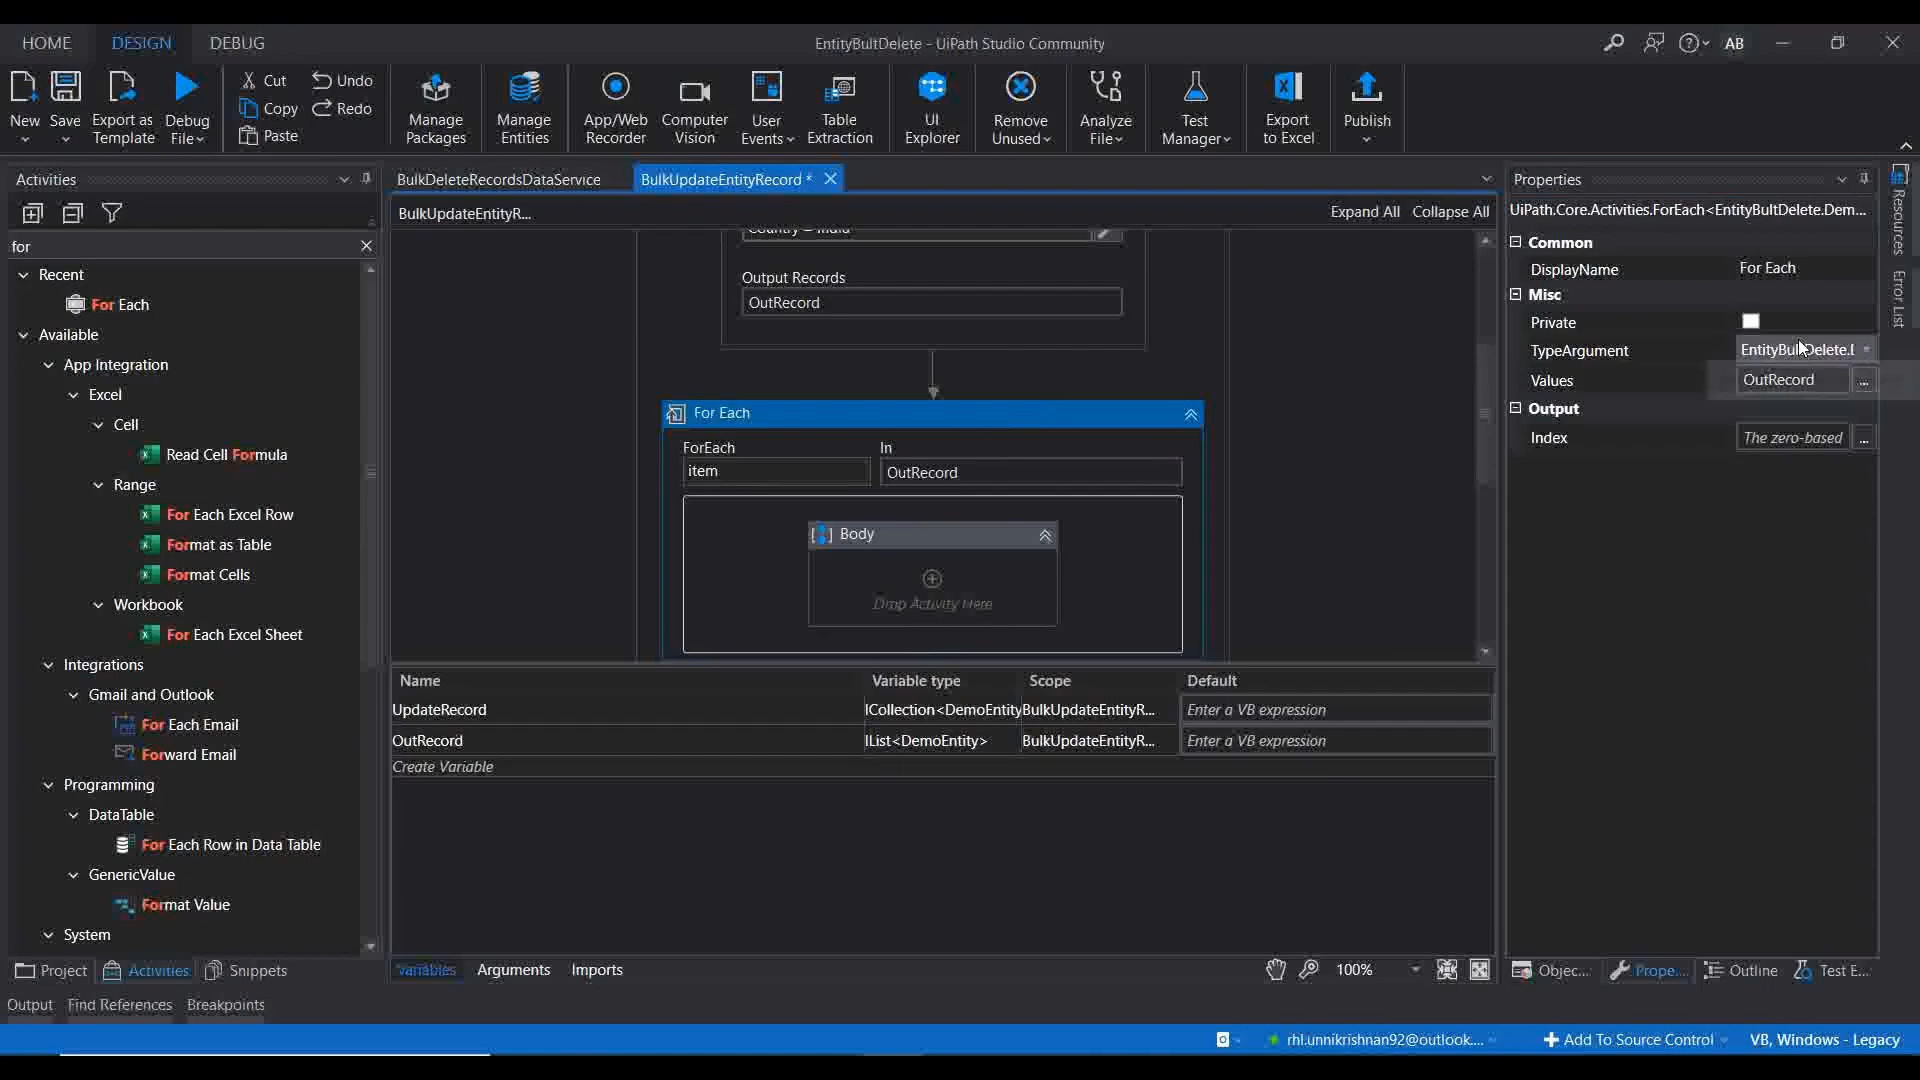 HOME
DESIGN
DEBUG
EntityBultDelete - UiPath Studio Community
AB
New
Save
Export as
Template
Debug
File
Cut
Copy
Paste
Undo
Redo
Manage
Packages
Manage
Entities
App/Web
Recorder
Computer
Vision
User
Events
Table
Extraction
UI
Explorer
Remove
Unused
Analyze
File
Test
Manager
Export
to Excel
Publish
Activities
for
Recent
For Each
Available
App Integration
Excel
Cell
Read Cell Formula
Range
For Each Excel Row
Format as Table
Format Cells
Workbook
For Each Excel Sheet
Integrations
Gmail and Outlook
For Each Email
Forward Email
Programming
DataTable
For Each Row in Data Table
GenericValue
Format Value
System
Project
Activities
Snippets
BulkDeleteRecordsDataService
BulkUpdateEntityRecord *
BulkUpdateEntityR...
Expand All
Collapse All
Country = India
Output Records
OutRecord
For Each
ForEach
In
item
OutRecord
Body
Drop Activity Here
Name
Variable type
Scope
Default
UpdateRecord
ICollection<DemoEntity
BulkUpdateEntityR...
Enter a VB expression
OutRecord
IList<DemoEntity>
BulkUpdateEntityR...
Enter a VB expression
Create Variable
Variables
Arguments
Imports
100%
Properties
UiPath.Core.Activities.ForEach<EntityBultDelete.Dem...
Common
DisplayName
For Each
Misc
Private
TypeArgument
Values
OutRecord
...
Output
Index
The zero-based
...
Resources
Error List
Objec...
Prope...
Outline
Test E...
Output
Find References
Breakpoints
rhl.unnikrishnan92@outlook....
Add To Source Control
VB, Windows - Legacy